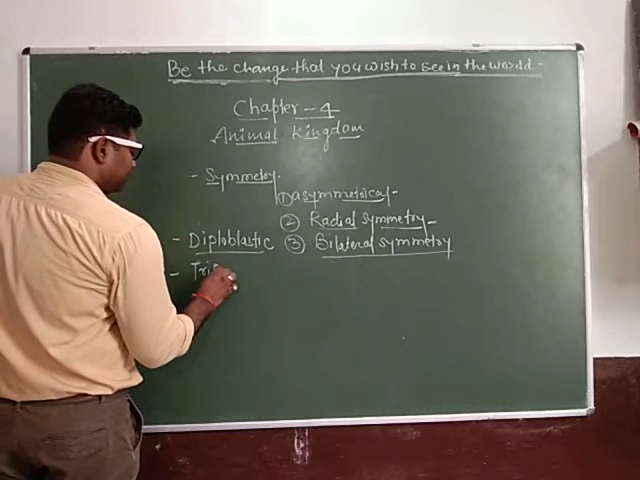 Be the change that you wish to see in the world -
Chapter - 4
Animal Kingdom
- Symmetry.
① asymmetrical -
② Radial symmetry -
- Diploblastic ③ Bilateral symmetry
- Trip